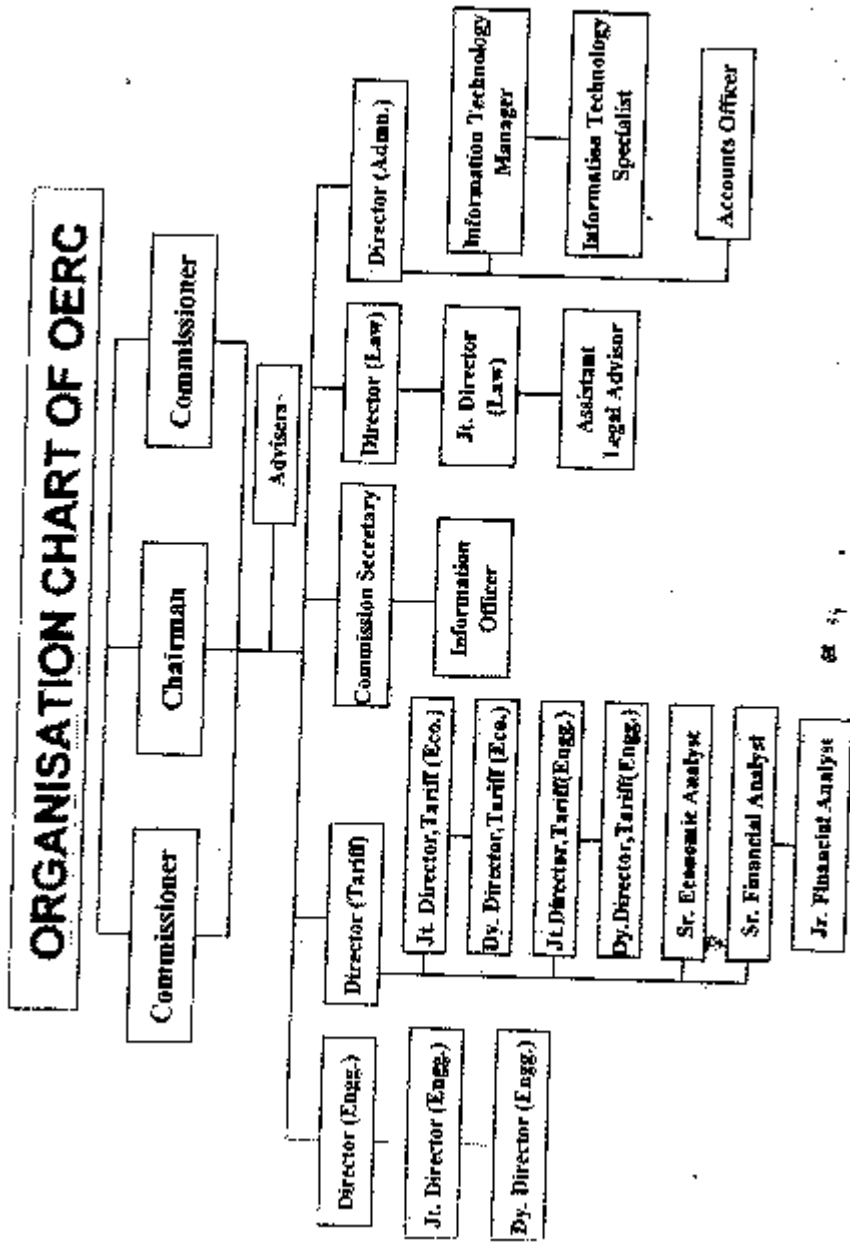 ORGANISATION CHART OF OERC
Commissioner
Chairman
Commissioner
Advisers-
Director (Engg.)
Jt. Director (Engg.)
Dy. Director (Engg.)
Director (Tariff)
Jt. Director,Tariff (Eco.)
Dy. Director,Tariff (Eco.)
Jt.Director,Tariff(Engg.)
Dy.Director,Tariff(Engg.)
Sr. Economic Analyst
Sr. Financial Analyst
Jr. Financial Analyst
Commission Secretary
Information
Officer
Director (Law)
Jt. Director
(Law)
Assistant
Legal Advisor
Director (Admn.)
Information Technology
Manager
Information Technology
Specialist
Accounts Officer